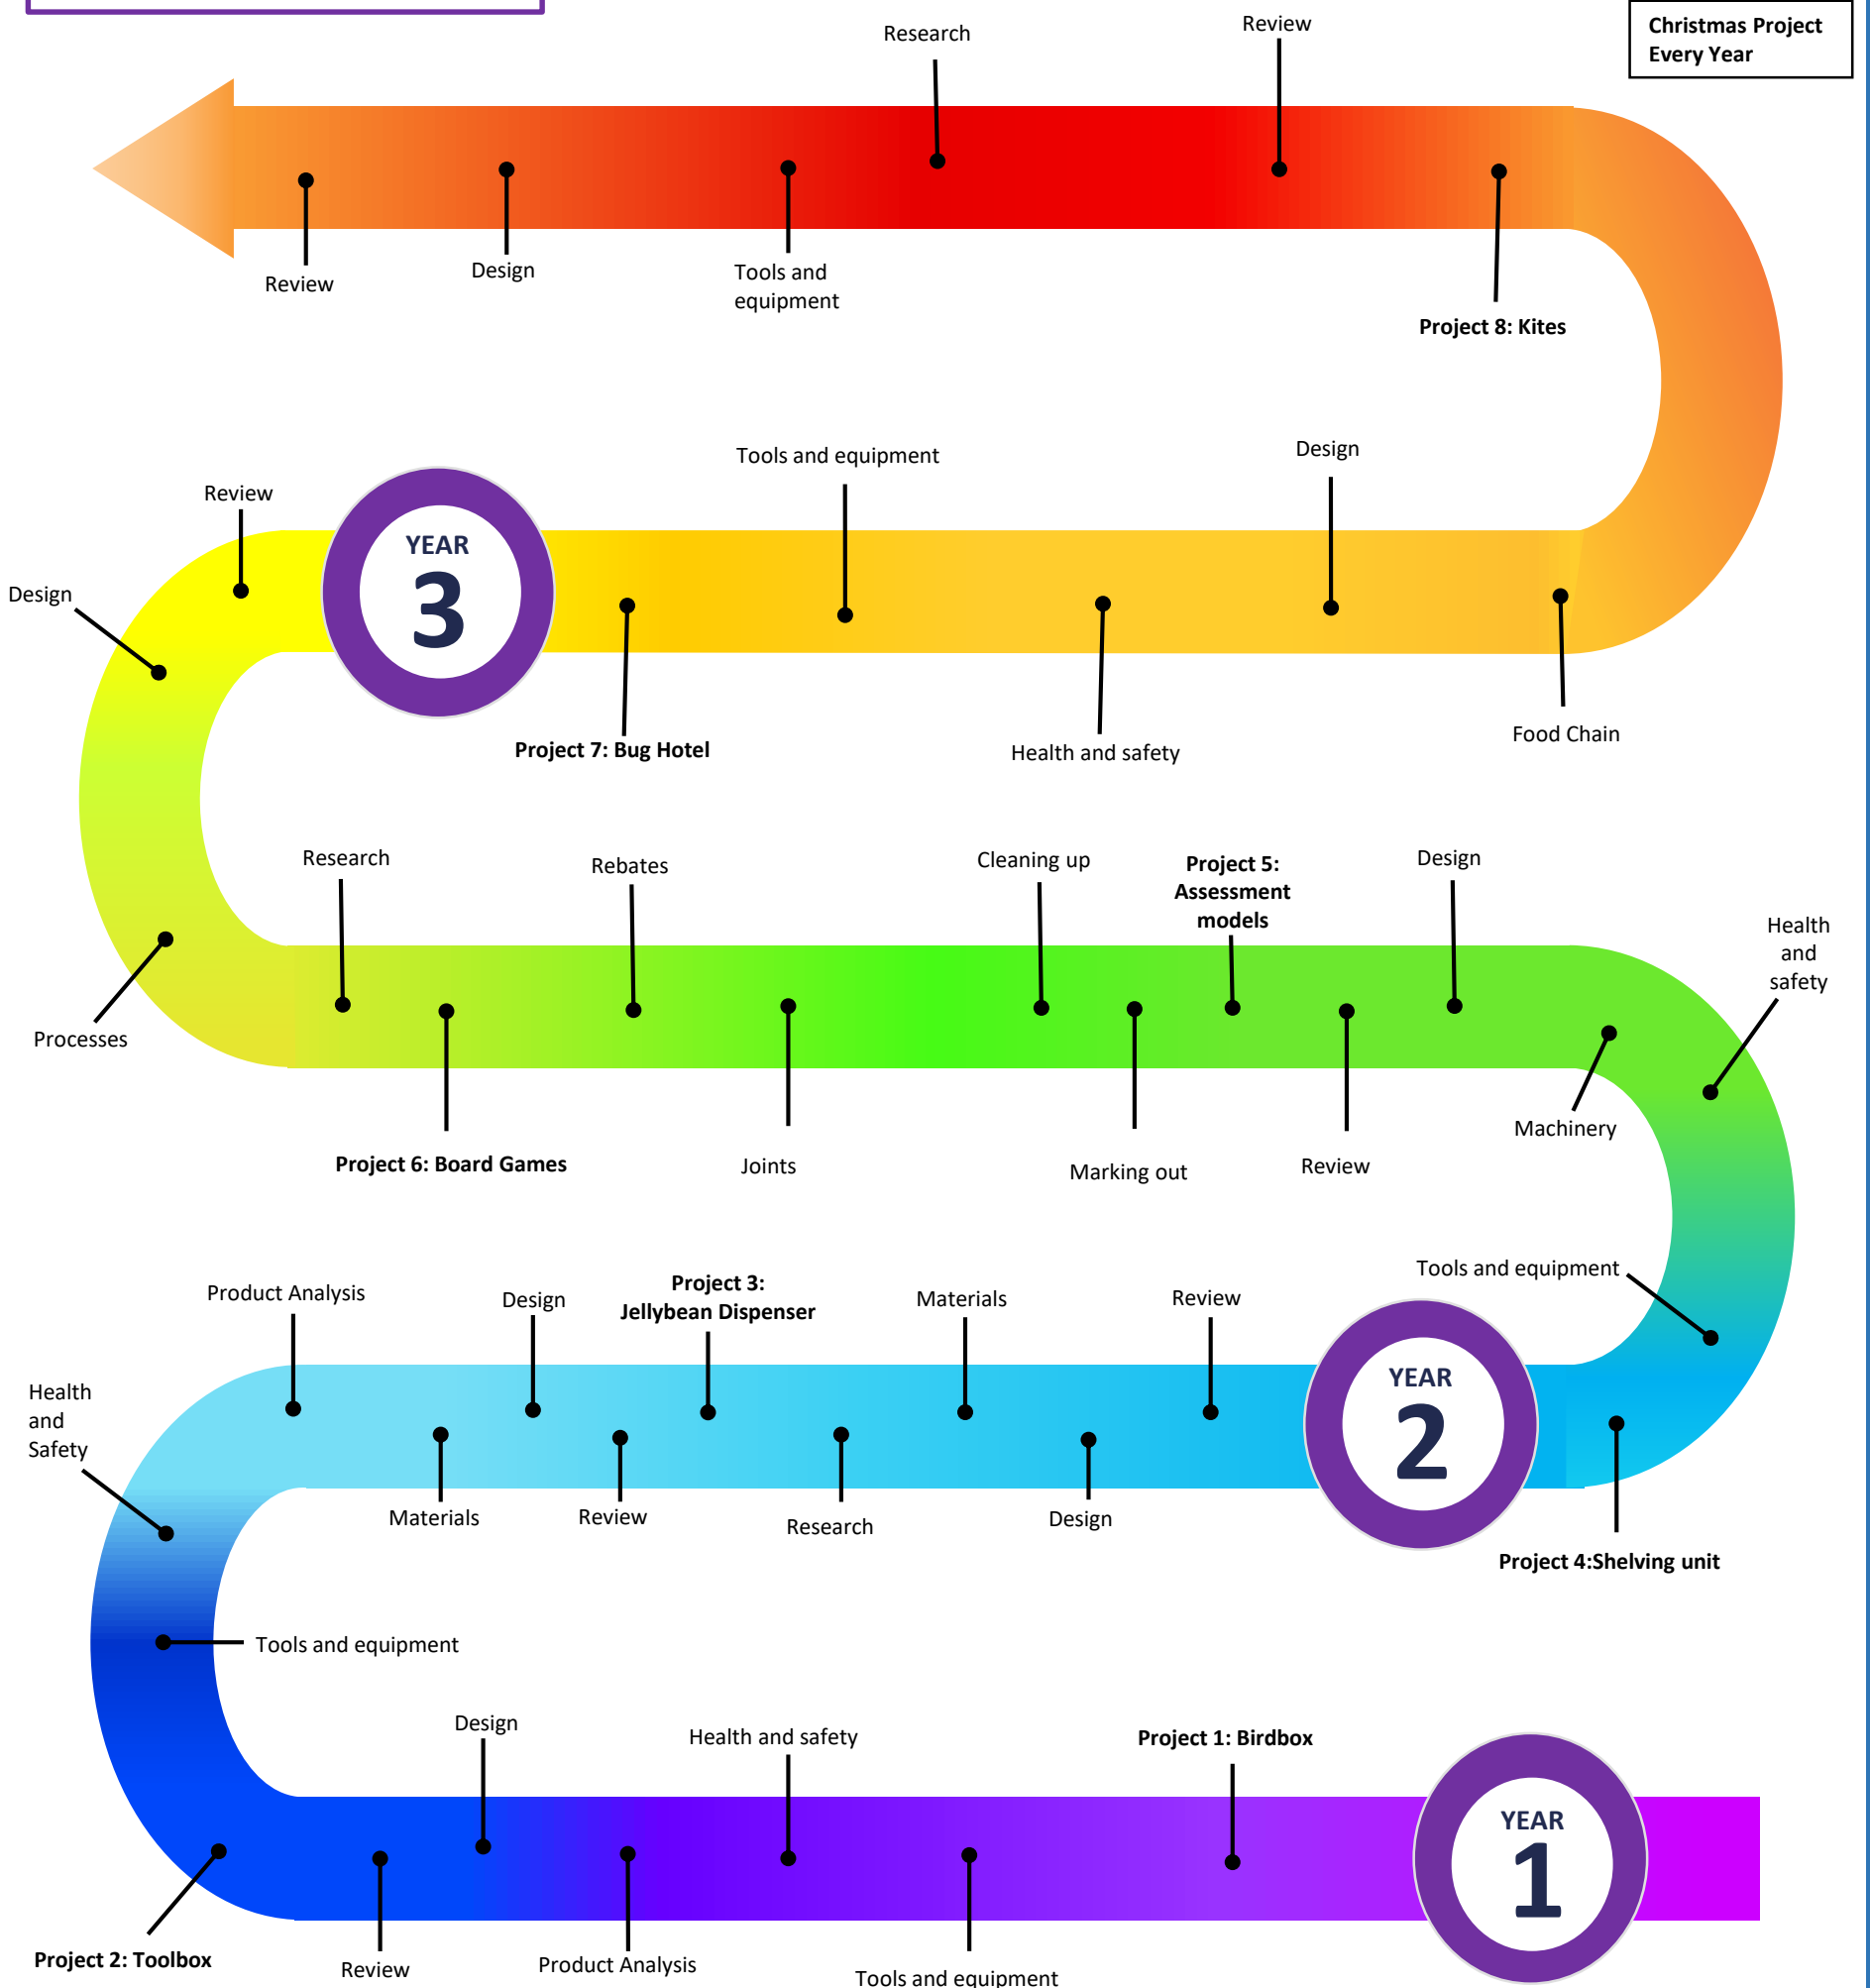 Christmas Project
Every Year
Research
Review
Review
Design
Tools and
equipment
Project 8: Kites
Tools and equipment
Design
Review
YEAR
3
Design
Project 7: Bug Hotel
Health and safety
Food Chain
Research
Rebates
Cleaning up
Project 5:
Assessment
models
Design
Health
and
safety
Processes
Machinery
Project 6: Board Games
Joints
Marking out
Review
Tools and equipment
Product Analysis
Design
Project 3:
Jellybean Dispenser
Materials
Review
YEAR
2
Health
and
Safety
Materials
Review
Research
Design
Project 4:Shelving unit
Tools and equipment
Design
Health and safety
Project 1: Birdbox
YEAR
1
Project 2: Toolbox
Review
Product Analysis
Tools and equipment